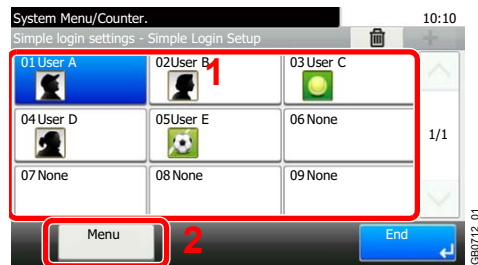 System Menu/Counter. 10:10
Simple login settings - Simple Login Setup
01 User A 02User B 03 User C
1
04 User D 05User E 06 None
1/1
07 None 08 None 09 None
Menu 2 End
GB0712_01